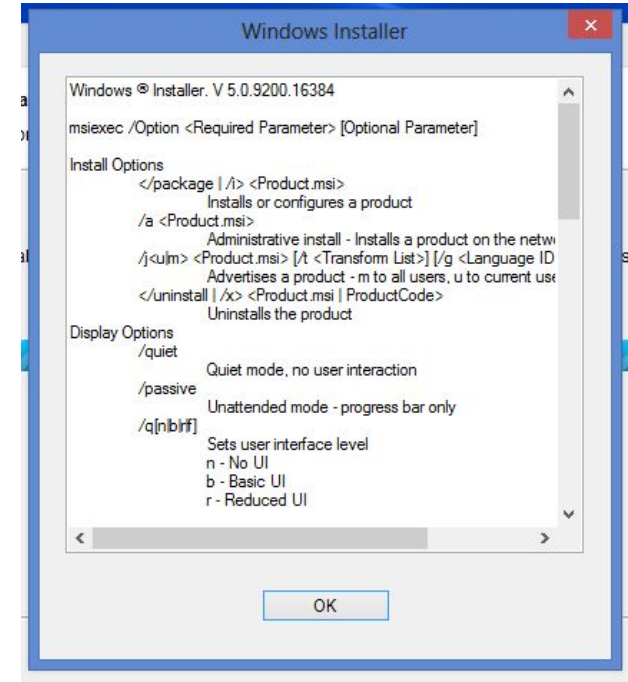 Windows Installer
Windows ® Installer. V 5.0.9200.16384
msiexec /Option <Required Parameter> [Optional Parameter]
Install Options
</package | /i> <Product.msi>
Installs or configures a product
/a <Product.msi>
Administrative install - Installs a product on the
/j<u|m> <Product.msi> [/t <Transform List>] [/g <Language ID
Advertises a product - m to all users, u to current
</uninstall | /x> <Product.msi | ProductCode>
Uninstalls the product
Display Options
/quiet
Quiet mode, no user interaction
/passive
Unattended mode - progress bar only
/q[n|b|r|f]
Sets user interface level
n - No UI
b - Basic UI
r - Reduced UI
OK